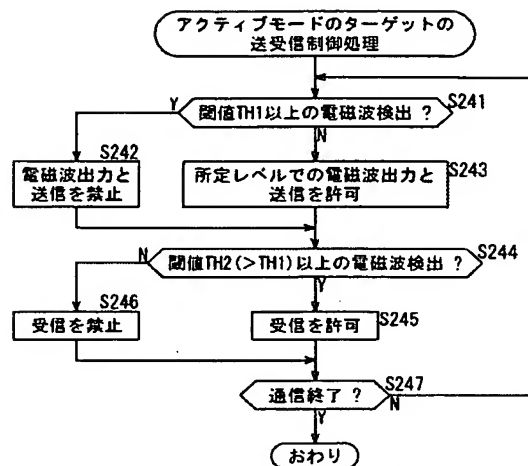 アクティブモードのターゲットの
送受信制御処理
S241
Y
閾値TH1以上の電磁波検出 ?
N
S242
電磁波出力と
送信を禁止
S243
所定レベルでの電磁波出力と
送信を許可
S244
N
閾値TH2(>TH1)以上の電磁波検出 ?
Y
S246
受信を禁止
S245
受信を許可
S247
通信終了 ?
N
Y
おわり